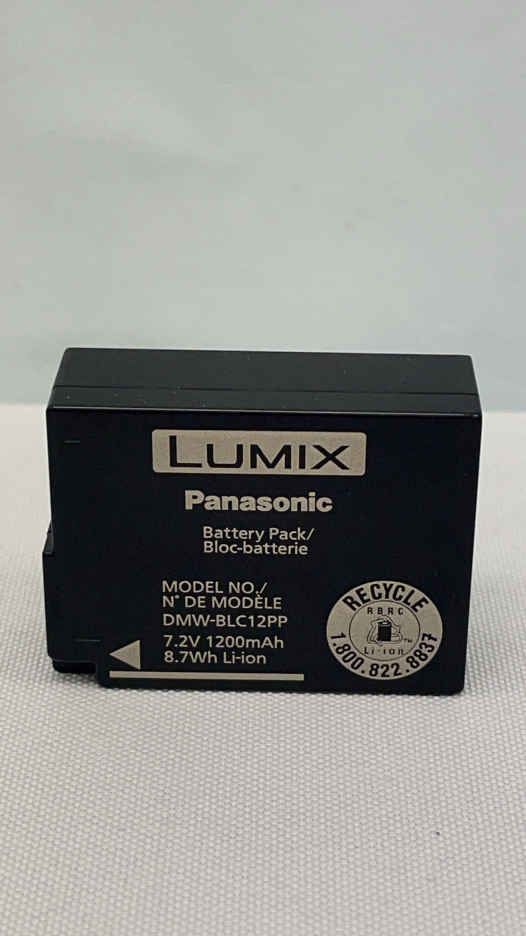 LUMIX
Panasonic
Battery Pack/
Bloc-batterie
MODEL NO./
N° DE MODÈLE
DMW-BLC12PP
7.2V 1200mAh
8.7Wh Li-ion
RECYCLE
RBRC
TM
Li-ion
1.800.822.8837